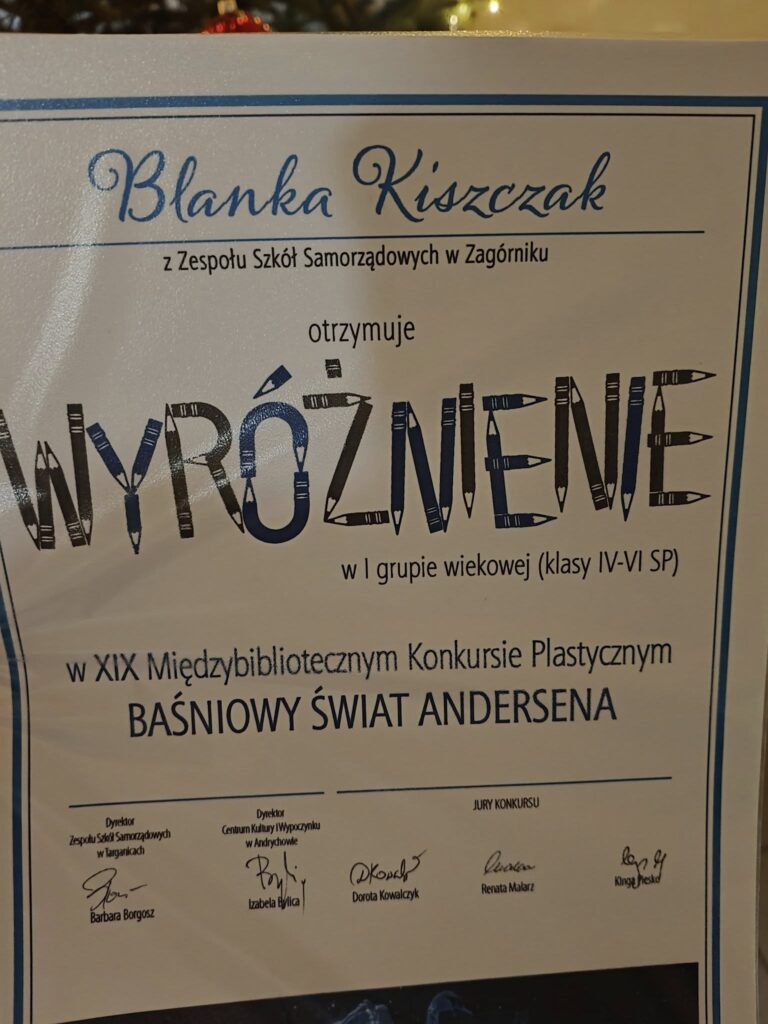 Blanka Kiszczak
z Zespołu Szkół Samorządowych w Zagórniku
otrzymuje
WYRÓŻNIENIE
w I grupie wiekowej (klasy IV-VI SP)
w XIX Międzybibliotecznym Konkursie Plastycznym
BAŚNIOWY ŚWIAT ANDERSENA
Dyrektor
Zespołu Szkół Samorządowych
w Targanicach
Barbara Borgosz
Dyrektor
Centrum Kultury i Wypoczynku
w Andrychowie
Izabela Bylica
JURY KONKURSU
Dorota Kowalczyk
Renata Malarz
Kinga